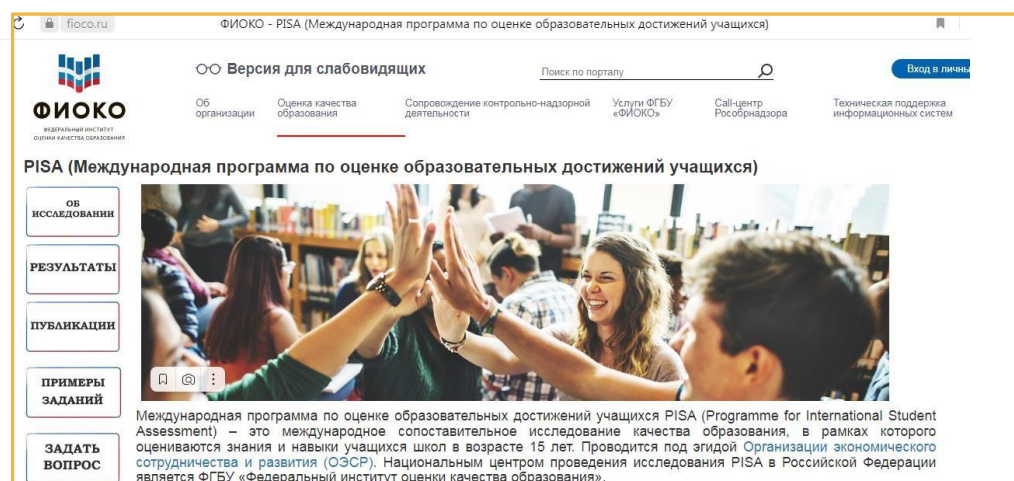 fioco.ru
ФИОКО - PISA (Международная программа по оценке образовательных достижений учащихся)
ФИОКО
ФЕДЕРАЛЬНЫЙ ИНСТИТУТ
ОЦЕНКИ КАЧЕСТВА ОБРАЗОВАНИЯ
Версия для слабовидящих
Поиск по порталу
Вход в личны
Об
организации
Оценка качества
образования
Сопровождение контрольно-надзорной
деятельности
Услуги ФГБУ
«ФИОКО»
Call-центр
Рособрнадзора
Техническая поддержка
информационных систем
PISA (Международная программа по оценке образовательных достижений учащихся)
ОБ
ИССЛЕДОВАНИИ
РЕЗУЛЬТАТЫ
ПУБЛИКАЦИИ
ПРИМЕРЫ
ЗАДАНИЙ
ЗАДАТЬ
ВОПРОС
Международная программа по оценке образовательных достижений учащихся PISA (Programme for International Student
Assessment) – это международное сопоставительное исследование качества образования, в рамках которого
оцениваются знания и навыки учащихся школ в возрасте 15 лет. Проводится под эгидой Организации экономического
сотрудничества и развития (ОЭСР). Национальным центром проведения исследования PISA в Российской Федерации
является ФГБУ «Федеральный институт оценки качества образования».